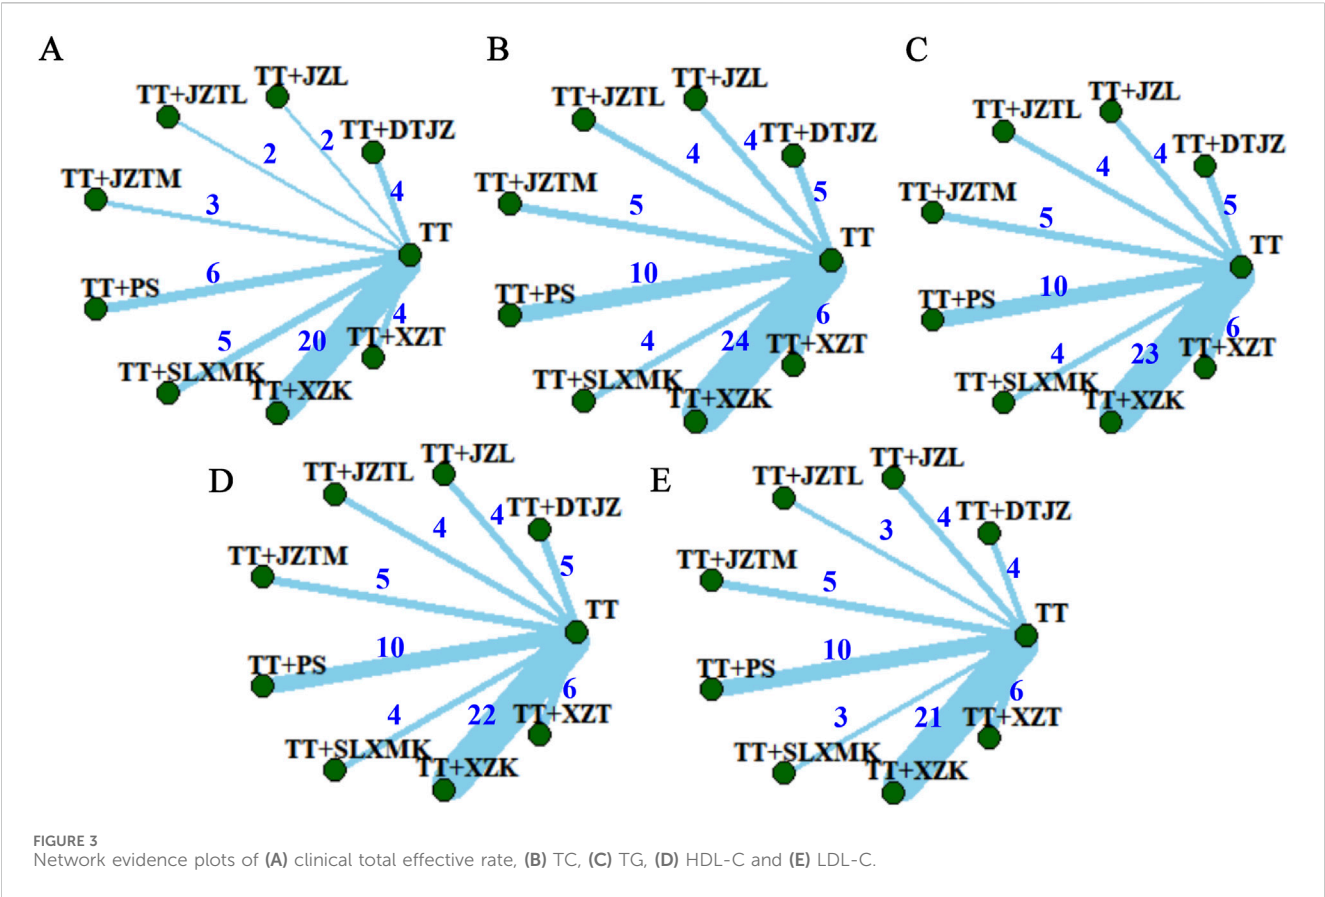 A
TT+JZL
TT+JZTL
TT+DTJZ
TT+JZTM
TT
TT+PS
TT+XZT
TT+SLXMK
TT+XZK
2
2
4
3
6
5
20
4
B
TT+JZL
TT+JZTL
TT+DTJZ
TT+JZTM
TT
TT+PS
TT+XZT
TT+SLXMK
TT+XZK
4
4
5
5
10
4
24
6
C
TT+JZL
TT+JZTL
TT+DTJZ
TT+JZTM
TT
TT+PS
TT+XZT
TT+SLXMK
TT+XZK
4
4
5
5
10
4
23
6
D
TT+JZL
TT+JZTL
TT+DTJZ
TT+JZTM
TT
TT+PS
TT+XZT
TT+SLXMK
TT+XZK
4
4
5
5
10
4
22
6
E
TT+JZL
TT+JZTL
TT+DTJZ
TT+JZTM
TT
TT+PS
TT+XZT
TT+SLXMK
TT+XZK
4
3
4
5
10
3
21
6
FIGURE 3
Network evidence plots of (A) clinical total effective rate, (B) TC, (C) TG, (D) HDL-C and (E) LDL-C.